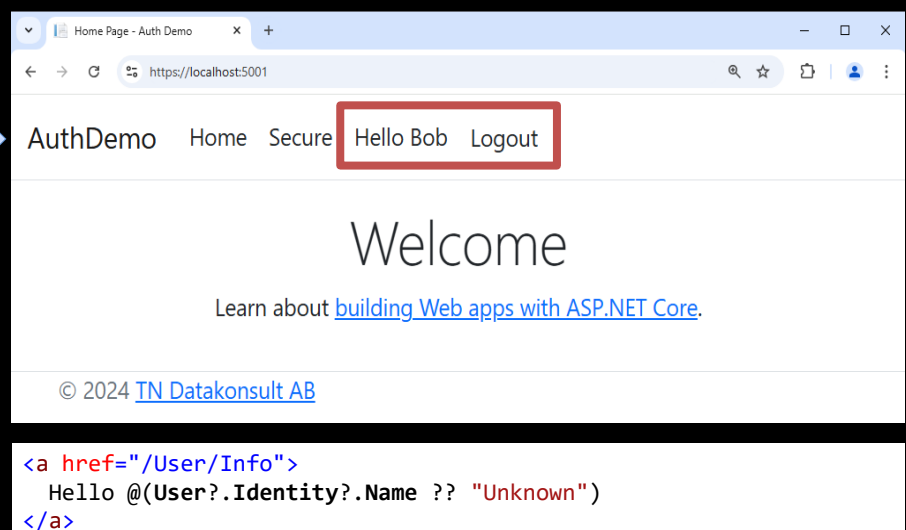 Home Page - Auth Demo
https://localhost:5001
AuthDemo Home Secure Hello Bob Logout
Welcome
Learn about building Web apps with ASP.NET Core.
© 2024 TN Datakonsult AB
<a href="/User/Info">
Hello @(User?.Identity?.Name ?? "Unknown")
</a>